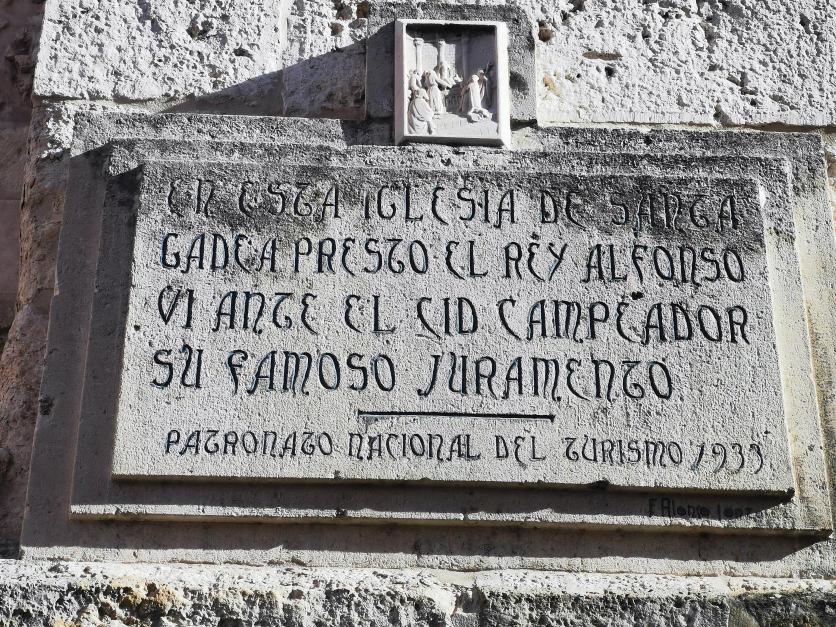 EN ESTA IGLESIA DE SANTA
GADEA PRESTO EL REY ALFONSO
VI ANTE EL CID CAMPEADOR
SU FAMOSO JURAMENTO
PATRONATO NACIONAL DEL TURISMO 1933
F Alonso